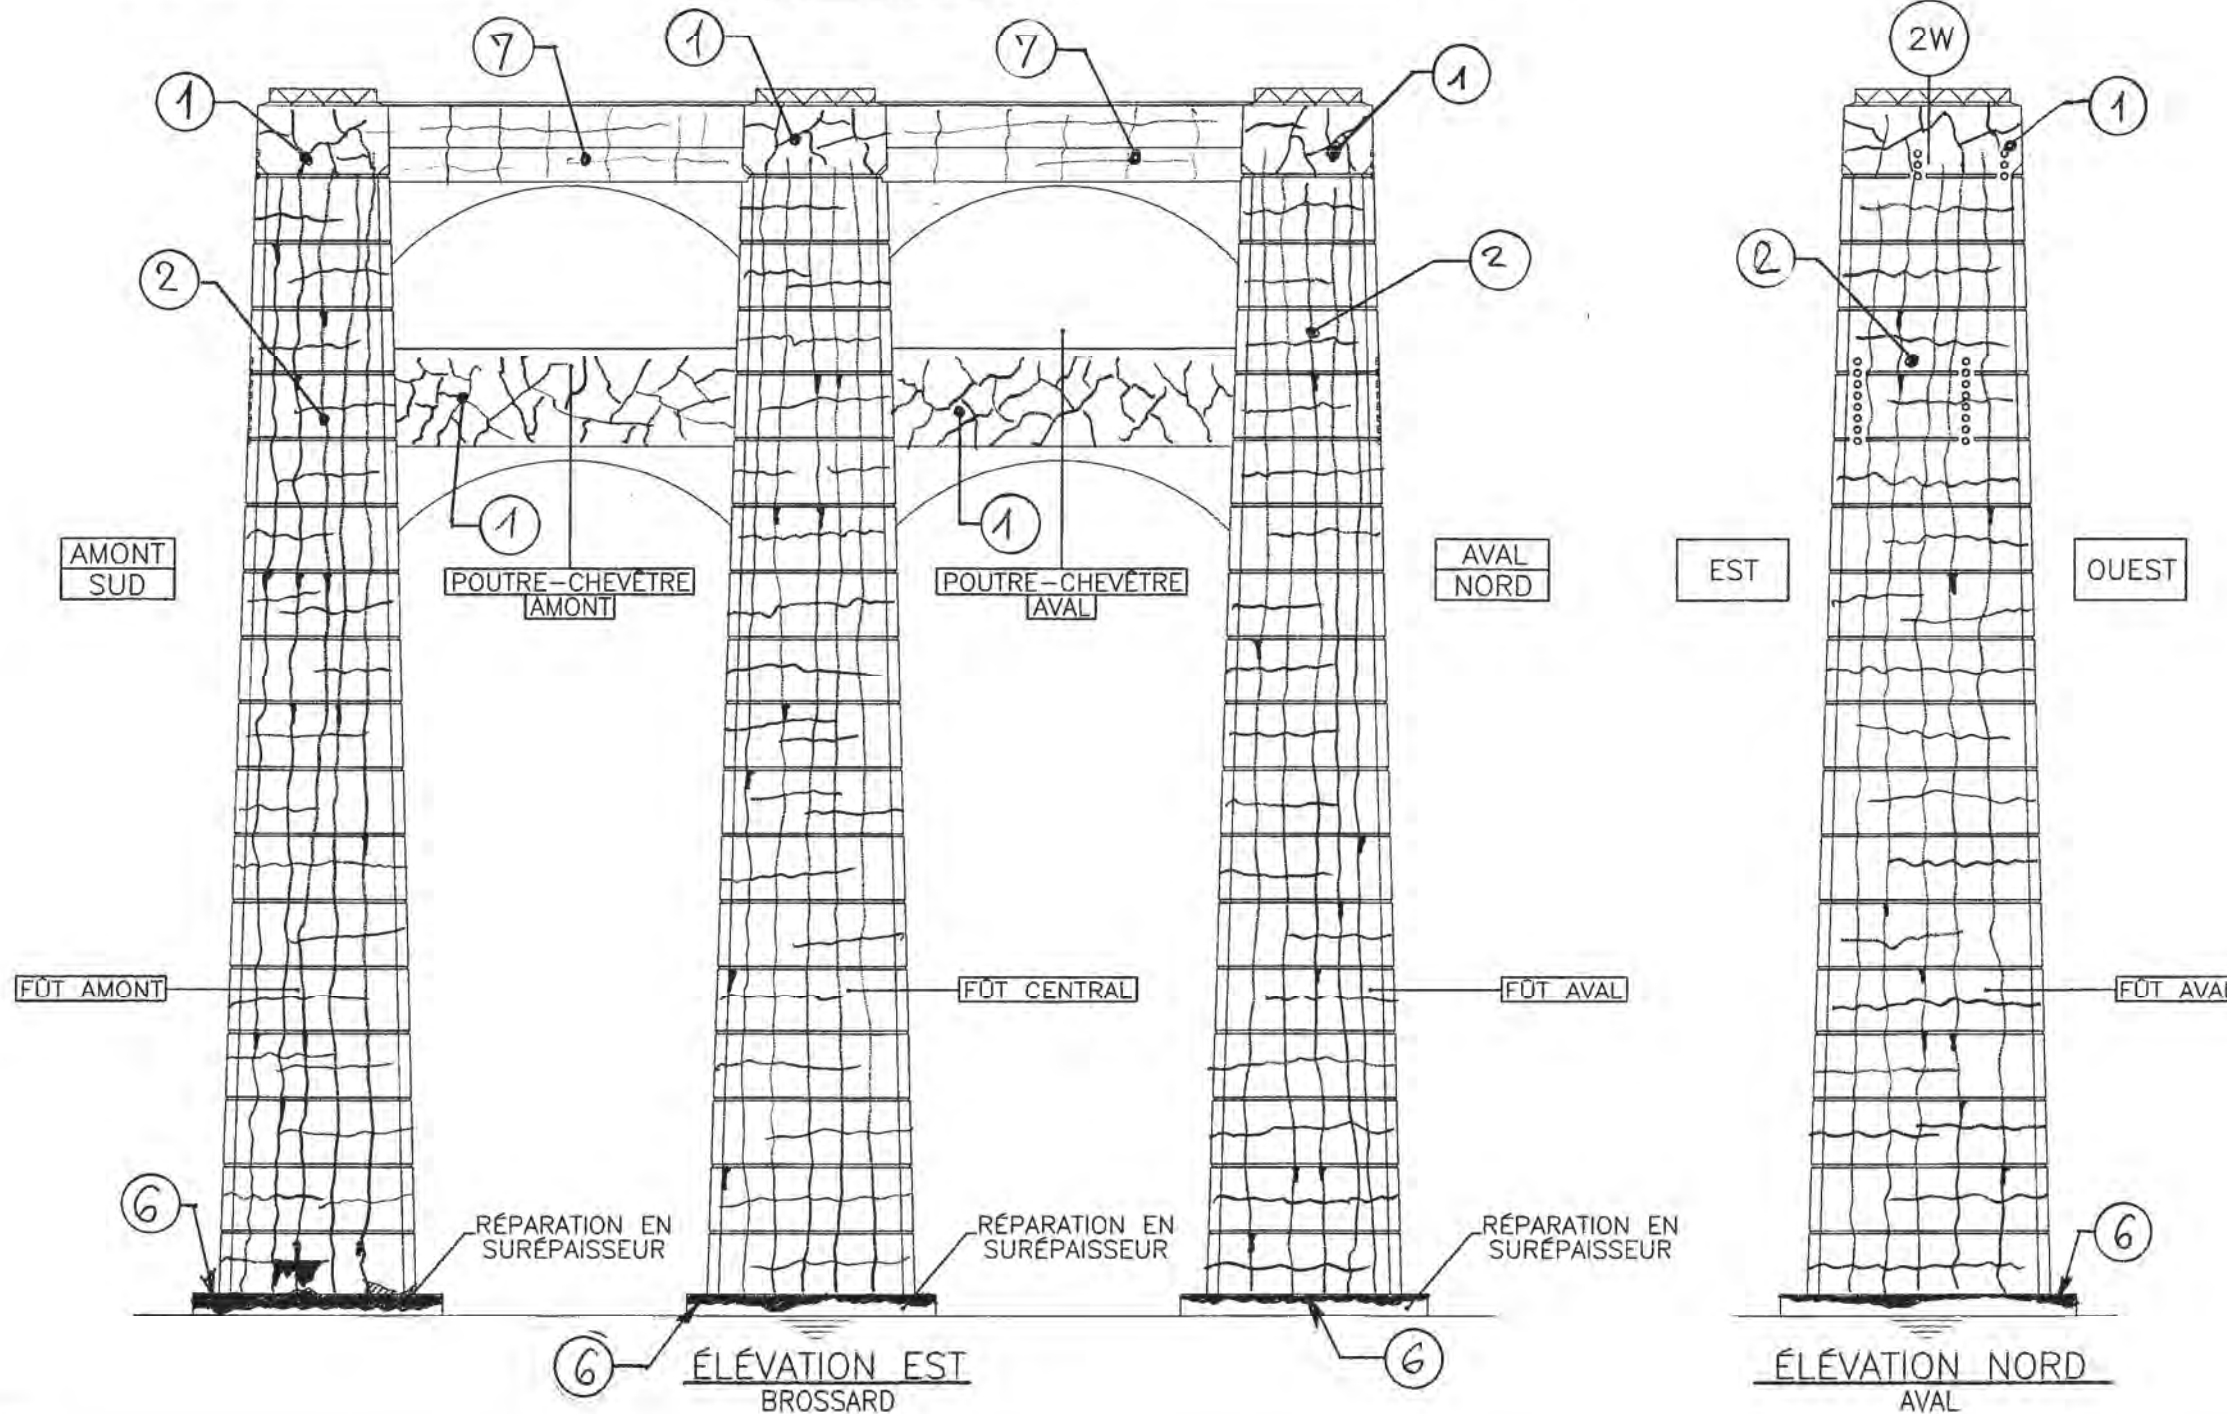 7
1
7
1
1
2W
1
2
2
2
1
1
AMONT
SUD
POUTRE-CHEVÊTRE
AMONT
POUTRE-CHEVÊTRE
AVAL
AVAL
NORD
EST
OUEST
FÛT AMONT
FÛT CENTRAL
FÛT AVAL
FÛT AVAL
6
RÉPARATION EN
SURÉPAISSEUR
RÉPARATION EN
SURÉPAISSEUR
RÉPARATION EN
SURÉPAISSEUR
6
6
6
ÉLÉVATION EST
BROSSARD
ÉLÉVATION NORD
AVAL